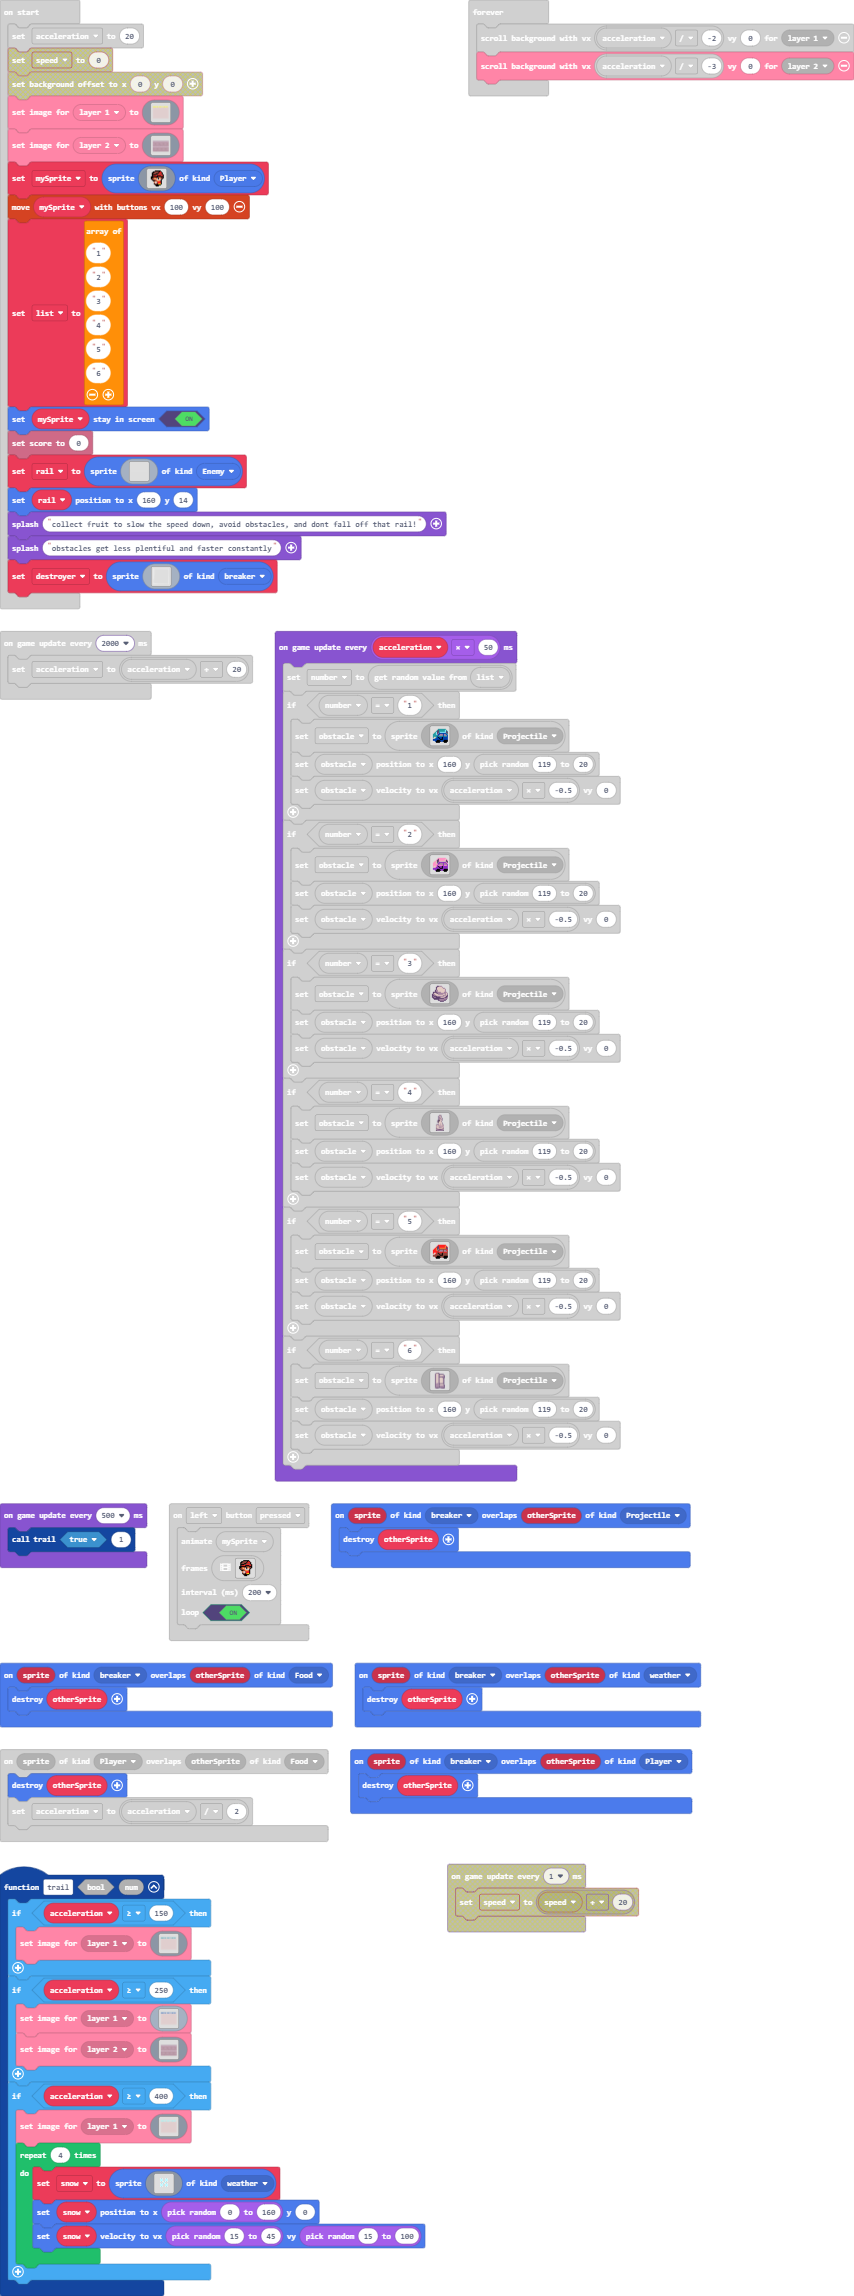 on start
set acceleration to 20
set speed to 0
set background offset to x 0 y 0
set image for layer 1 to
set image for layer 2 to
set mySprite to sprite of kind Player
move mySprite with buttons vx 100 vy 100
set list to array of
"1"
"2"
"3"
"4"
"5"
"6"
set mySprite stay in screen ON
set score to 0
set rail to sprite of kind Enemy
set rail position to x 160 y 14
splash "collect fruit to slow the speed down, avoid obstacles, and dont fall off that rail!"
splash "obstacles get less plentiful and faster constantly"
set destroyer to sprite of kind breaker
forever
scroll background with vx acceleration / -2 vy 0 for layer 1
scroll background with vx acceleration / -3 vy 0 for layer 2
on game update every 2000 ms
set acceleration to acceleration + 20
on game update every acceleration × 50 ms
set number to get random value from list
if number = "1" then
set obstacle to sprite of kind Projectile
set obstacle position to x 160 y pick random 119 to 20
set obstacle velocity to vx acceleration × -0.5 vy 0
if number = "2" then
set obstacle to sprite of kind Projectile
set obstacle position to x 160 y pick random 119 to 20
set obstacle velocity to vx acceleration × -0.5 vy 0
if number = "3" then
set obstacle to sprite of kind Projectile
set obstacle position to x 160 y pick random 119 to 20
set obstacle velocity to vx acceleration × -0.5 vy 0
if number = "4" then
set obstacle to sprite of kind Projectile
set obstacle position to x 160 y pick random 119 to 20
set obstacle velocity to vx acceleration × -0.5 vy 0
if number = "5" then
set obstacle to sprite of kind Projectile
set obstacle position to x 160 y pick random 119 to 20
set obstacle velocity to vx acceleration × -0.5 vy 0
if number = "6" then
set obstacle to sprite of kind Projectile
set obstacle position to x 160 y pick random 119 to 20
set obstacle velocity to vx acceleration × -0.5 vy 0
on game update every 500 ms
call trail true 1
on left button pressed
animate mySprite
frames
interval (ms) 200
loop ON
on sprite of kind breaker overlaps otherSprite of kind Projectile
destroy otherSprite
on sprite of kind breaker overlaps otherSprite of kind Food
destroy otherSprite
on sprite of kind breaker overlaps otherSprite of kind weather
destroy otherSprite
on sprite of kind Player overlaps otherSprite of kind Food
destroy otherSprite
set acceleration to acceleration / 2
on sprite of kind breaker overlaps otherSprite of kind Player
destroy otherSprite
function trail bool num
if acceleration ≥ 150 then
set image for layer 1 to
if acceleration ≥ 250 then
set image for layer 1 to
set image for layer 2 to
if acceleration ≥ 400 then
set image for layer 1 to
repeat 4 times
do
set snow to sprite of kind weather
set snow position to x pick random 0 to 160 y 0
set snow velocity to vx pick random 15 to 45 vy pick random 15 to 100
on game update every 1 ms
set speed to speed + 20